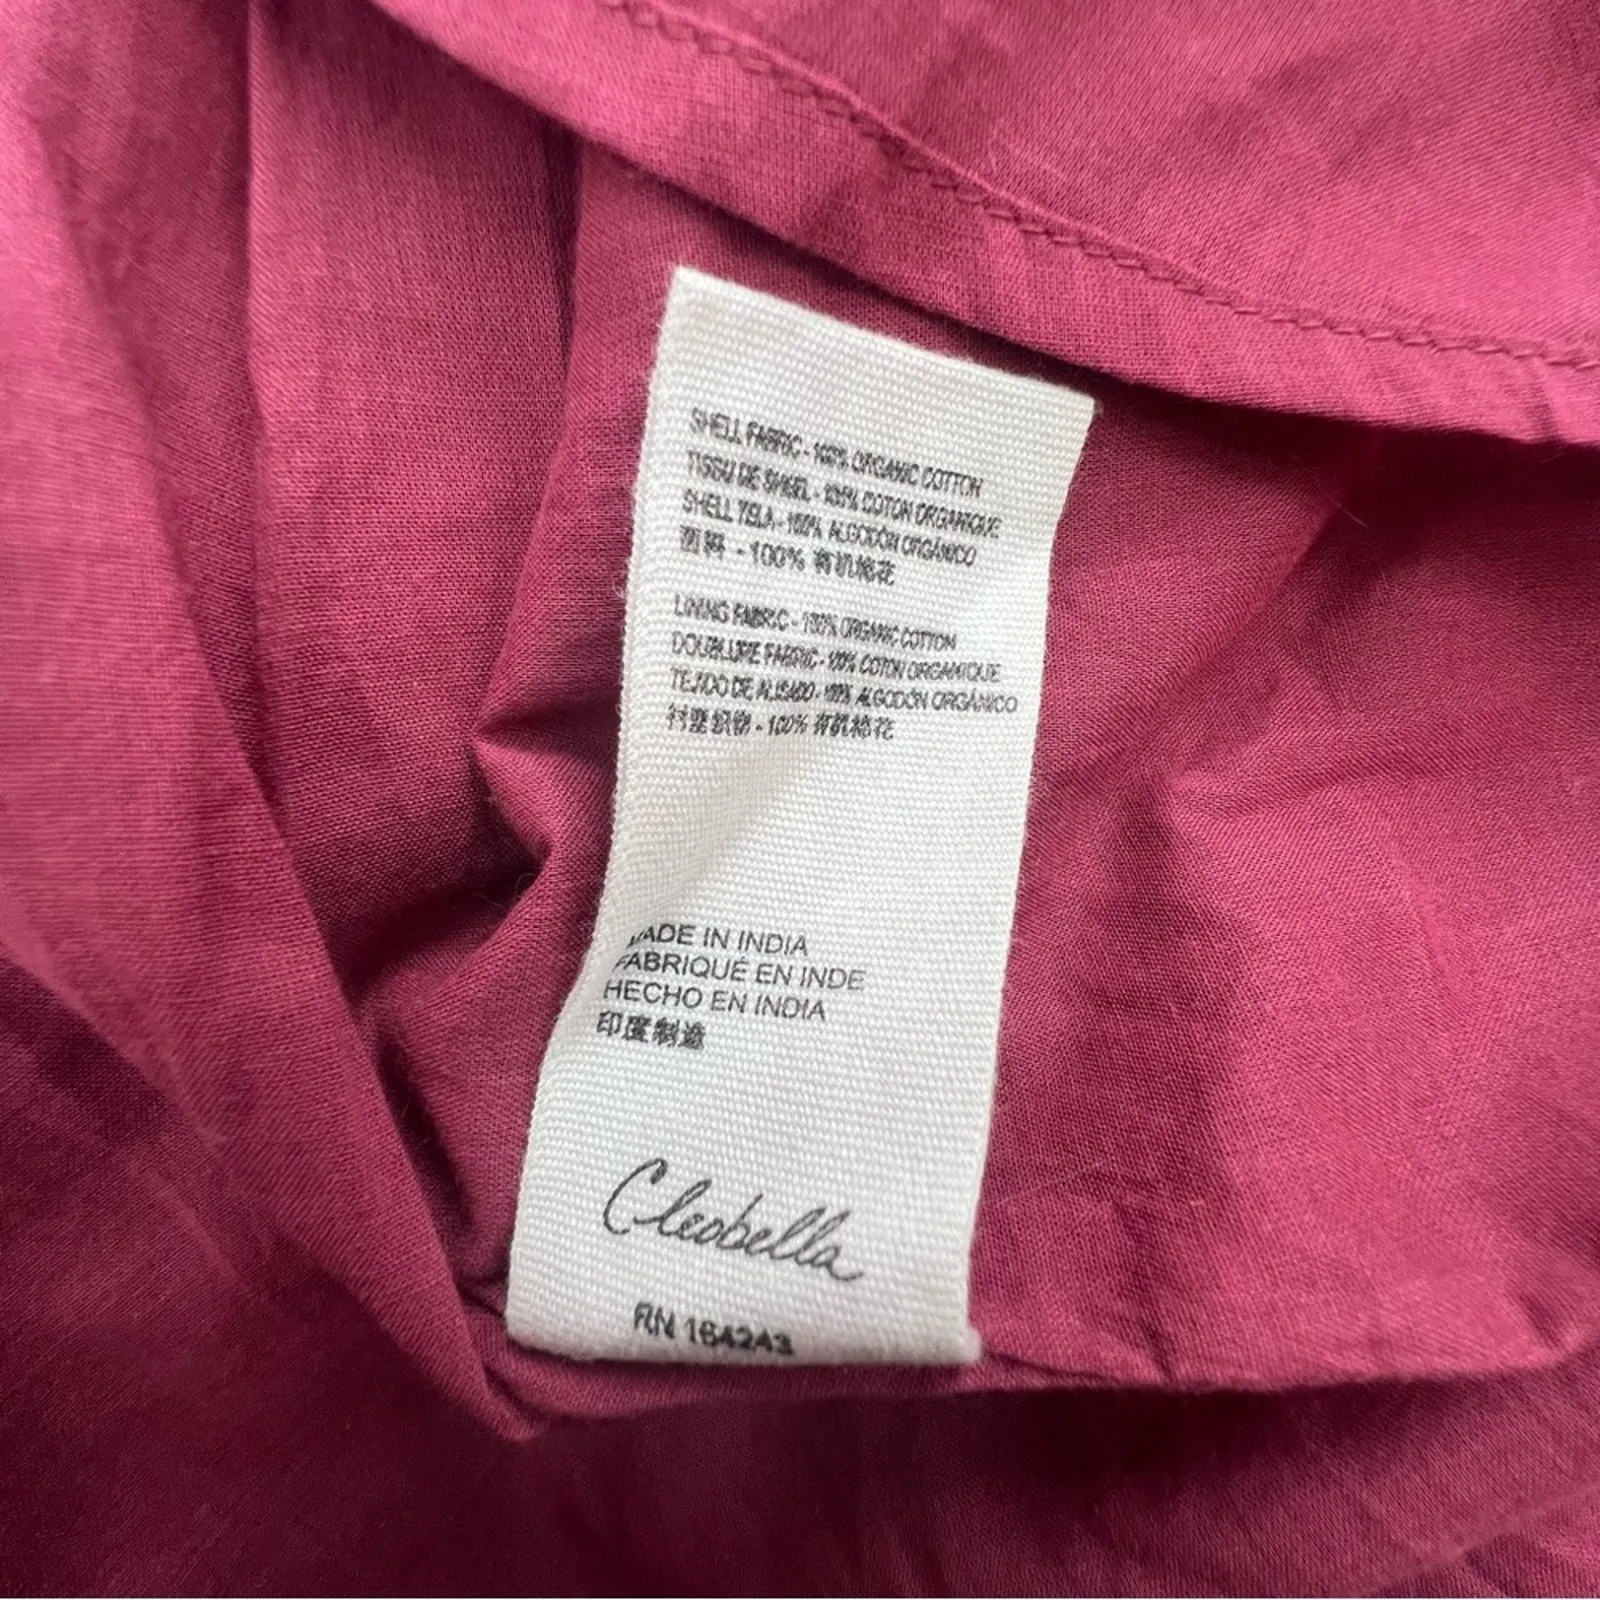 SHELL FABRIC - 100% ORGANIC COTTON
TISSU DE SHEEL - 100% COTON ORGANIQUE
SHELL TELA - 100% ALGODÓN ORGÁNICO
面料 - 100% 有机棉花
LINING FABRIC - 100% ORGANIC COTTON
DOUBLURE FABRIC - 100% COTON ORGANIQUE
TEJIDO DE ALISADO - 100% ALGODÓN ORGÁNICO
衬里织物 - 100% 有机棉花
MADE IN INDIA
FABRIQUÉ EN INDE
HECHO EN INDIA
印度制造
Cleobella
RN 164243